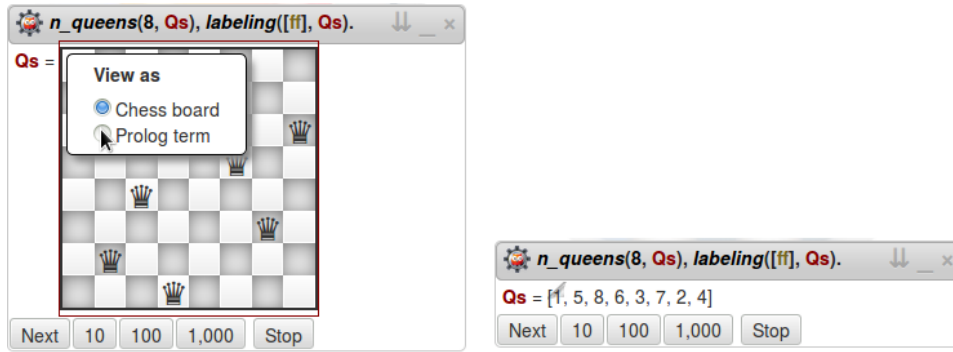 n_queens(8, Qs), labeling([ff], Qs).
Qs =
View as
Chess board
Prolog term
Next 10 100 1,000 Stop
n_queens(8, Qs), labeling([ff], Qs).
Qs = [1, 5, 8, 6, 3, 7, 2, 4]
Next 10 100 1,000 Stop